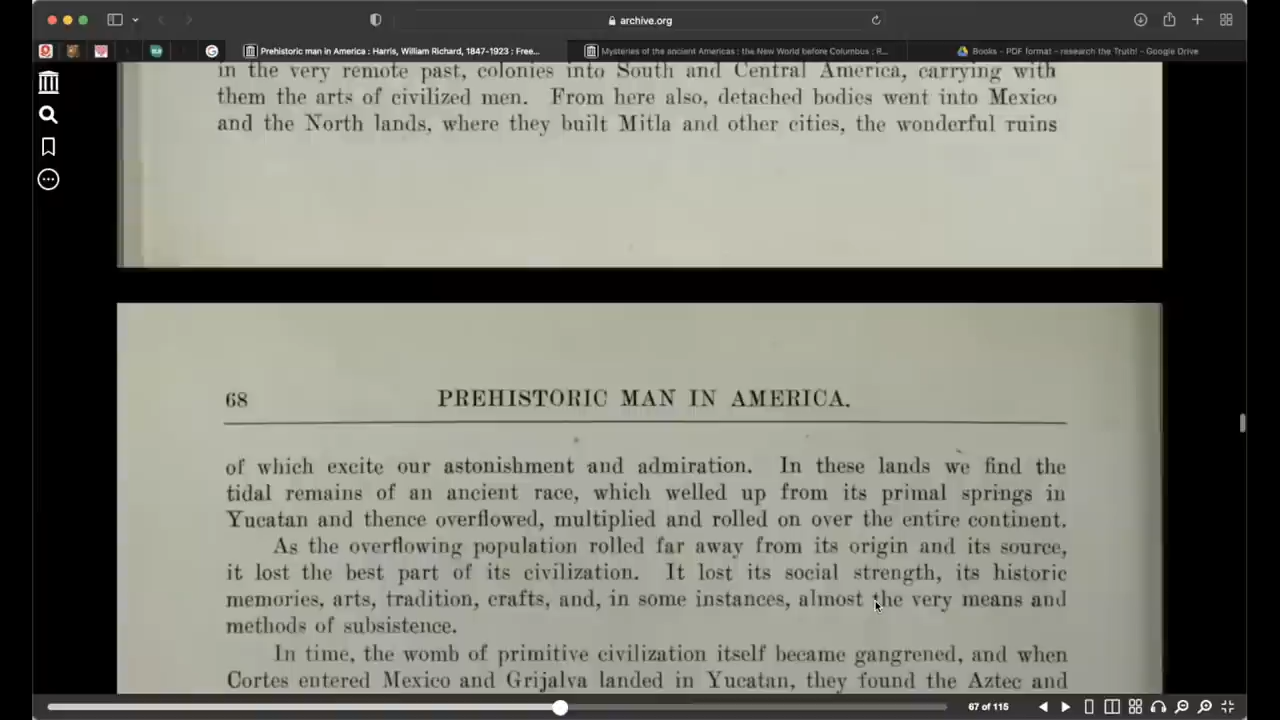 archive.org
Prehistoric man in America : Harris, William Richard, 1847-1923 : Free...
Mysteries of the ancient Americas : the New World before Columbus : R...
Books - PDF format - research the Truth! - Google Drive
in the very remote past, colonies into South and Central America, carrying with
them the arts of civilized men. From here also, detached bodies went into Mexico
and the North lands, where they built Mitla and other cities, the wonderful ruins
68 PREHISTORIC MAN IN AMERICA.
of which excite our astonishment and admiration. In these lands we find the
tidal remains of an ancient race, which welled up from its primal springs in
Yucatan and thence overflowed, multiplied and rolled on over the entire continent.
As the overflowing population rolled far away from its origin and its source,
it lost the best part of its civilization. It lost its social strength, its historic
memories, arts, tradition, crafts, and, in some instances, almost the very means and
methods of subsistence.
In time, the womb of primitive civilization itself became gangrened, and when
Cortes entered Mexico and Grijalva landed in Yucatan, they found the Aztec and
67 of 115